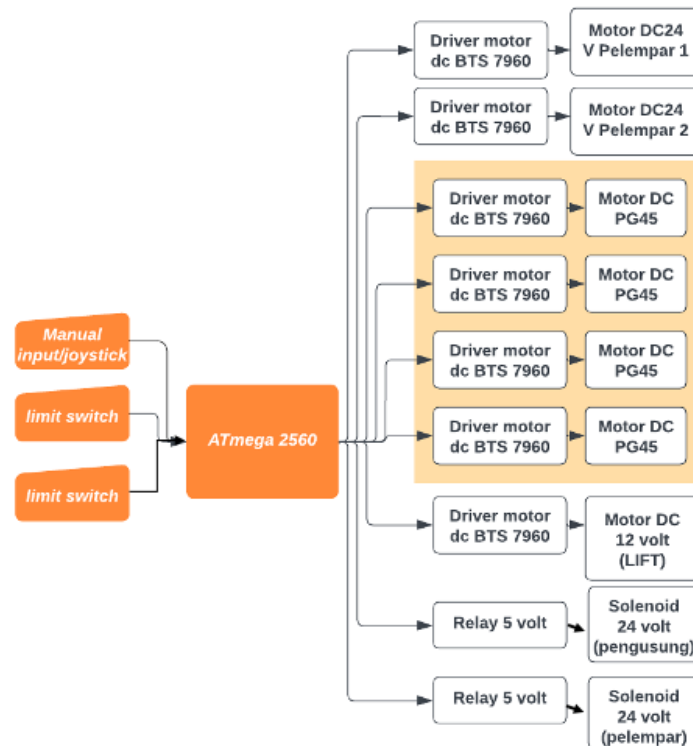 Driver motor
dc BTS 7960
Motor DC24
V Pelempar 1
Driver motor
dc BTS 7960
Motor DC24
V Pelempar 2
Driver motor
dc BTS 7960
Motor DC
PG45
Driver motor
dc BTS 7960
Motor DC
PG45
Manual
input/joystick
Driver motor
dc BTS 7960
Motor DC
PG45
limit switch
ATmega 2560
Driver motor
dc BTS 7960
Motor DC
PG45
limit switch
Driver motor
dc BTS 7960
Motor DC
12 volt
(LIFT)
Relay 5 volt
Solenoid
24 volt
(pengusung)
Relay 5 volt
Solenoid
24 volt
(pelempar)